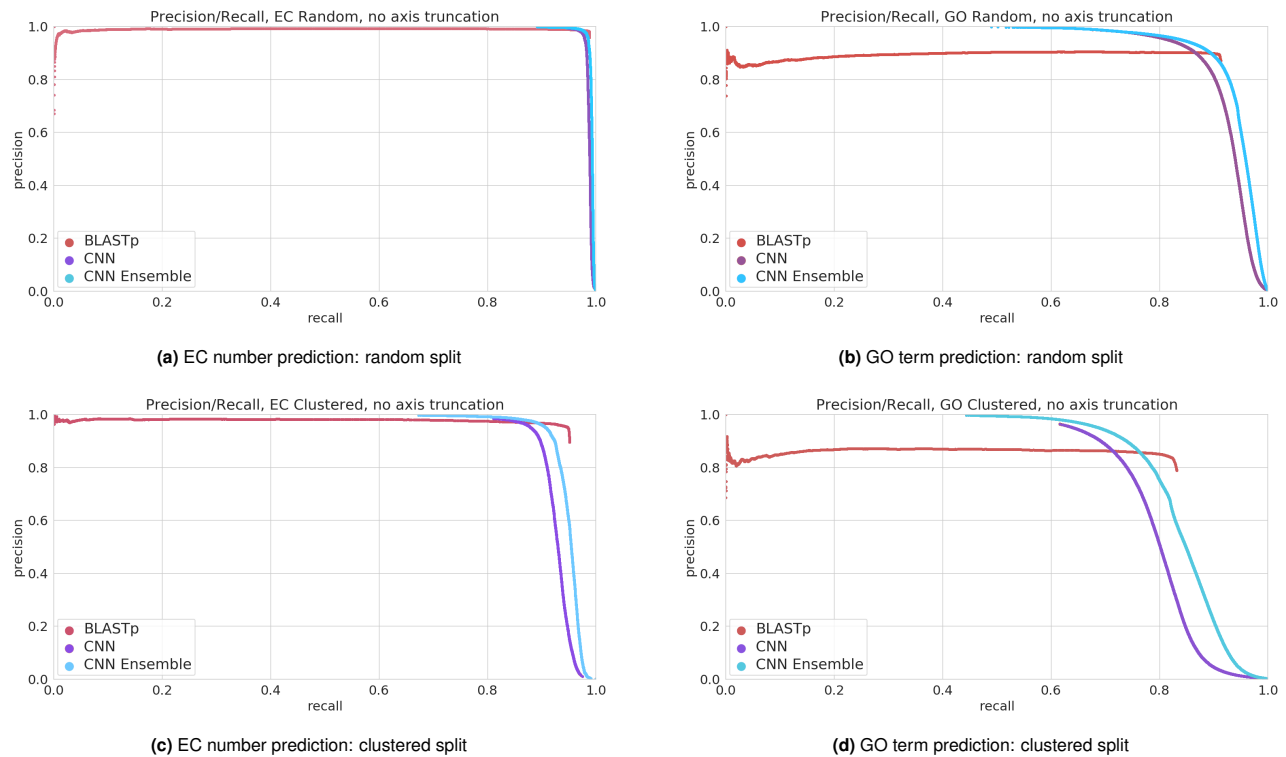 Precision/Recall, EC Random, no axis truncation
1.0
0.8
0.6
0.4
0.2
0.0
precision
BLASTp
CNN
CNN Ensemble
0.0 0.2 0.4 0.6 0.8 1.0
recall
(a) EC number prediction: random split
Precision/Recall, GO Random, no axis truncation
1.0
0.8
0.6
0.4
0.2
0.0
precision
BLASTp
CNN
CNN Ensemble
0.0 0.2 0.4 0.6 0.8 1.0
recall
(b) GO term prediction: random split
Precision/Recall, EC Clustered, no axis truncation
1.0
0.8
0.6
0.4
0.2
0.0
precision
BLASTp
CNN
CNN Ensemble
0.0 0.2 0.4 0.6 0.8 1.0
recall
(c) EC number prediction: clustered split
Precision/Recall, GO Clustered, no axis truncation
1.0
0.8
0.6
0.4
0.2
0.0
precision
BLASTp
CNN
CNN Ensemble
0.0 0.2 0.4 0.6 0.8 1.0
recall
(d) GO term prediction: clustered split